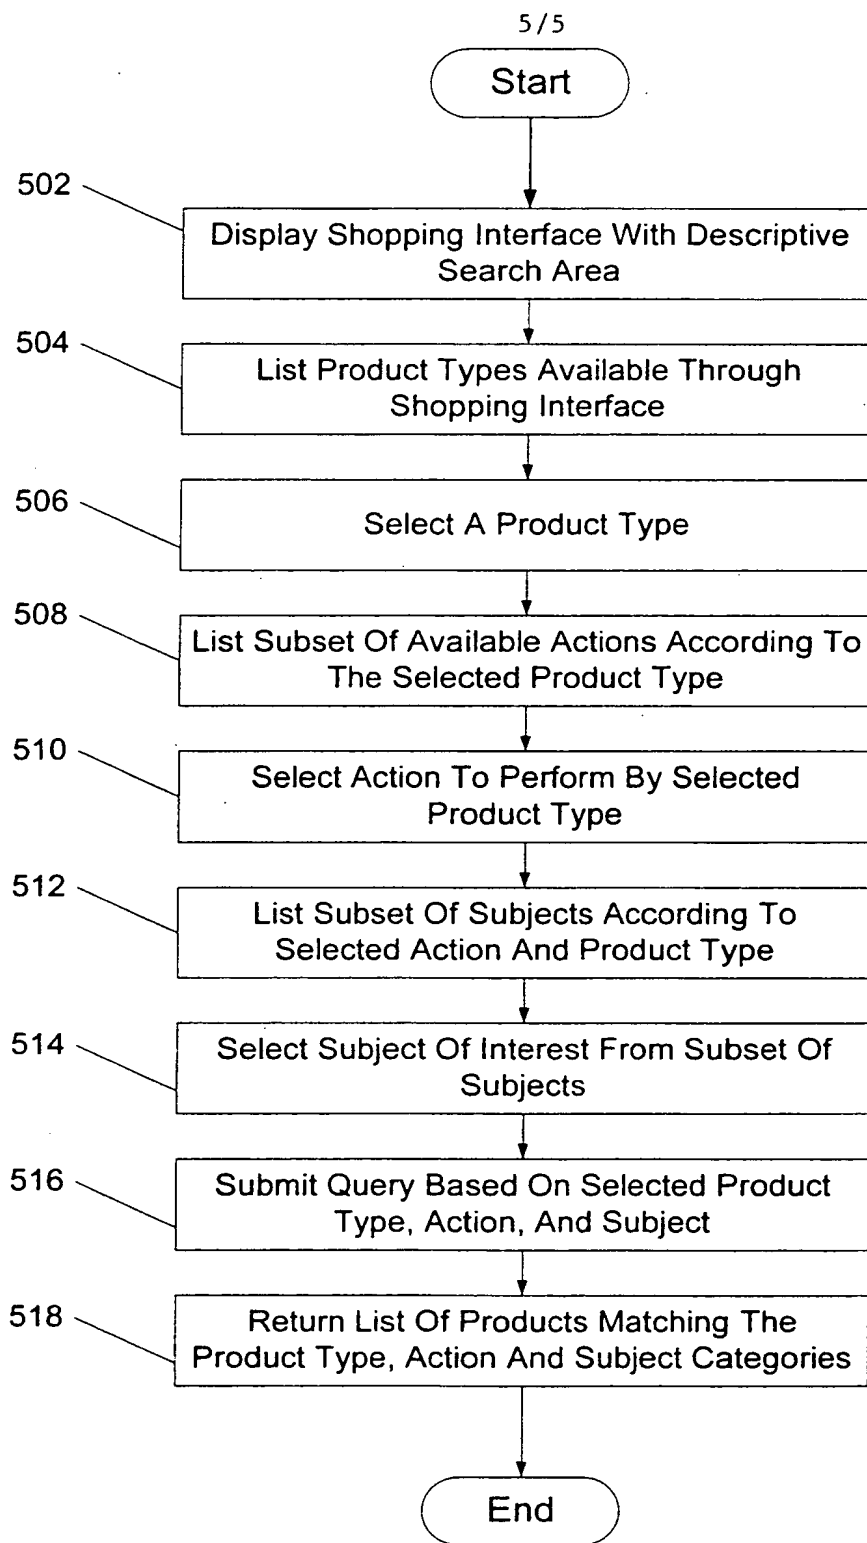 5/5
Start
502
Display Shopping Interface With Descriptive
Search Area
504
List Product Types Available Through
Shopping Interface
506
Select A Product Type
508
List Subset Of Available Actions According To
The Selected Product Type
510
Select Action To Perform By Selected
Product Type
512
List Subset Of Subjects According To
Selected Action And Product Type
514
Select Subject Of Interest From Subset Of
Subjects
516
Submit Query Based On Selected Product
Type, Action, And Subject
518
Return List Of Products Matching The
Product Type, Action And Subject Categories
End